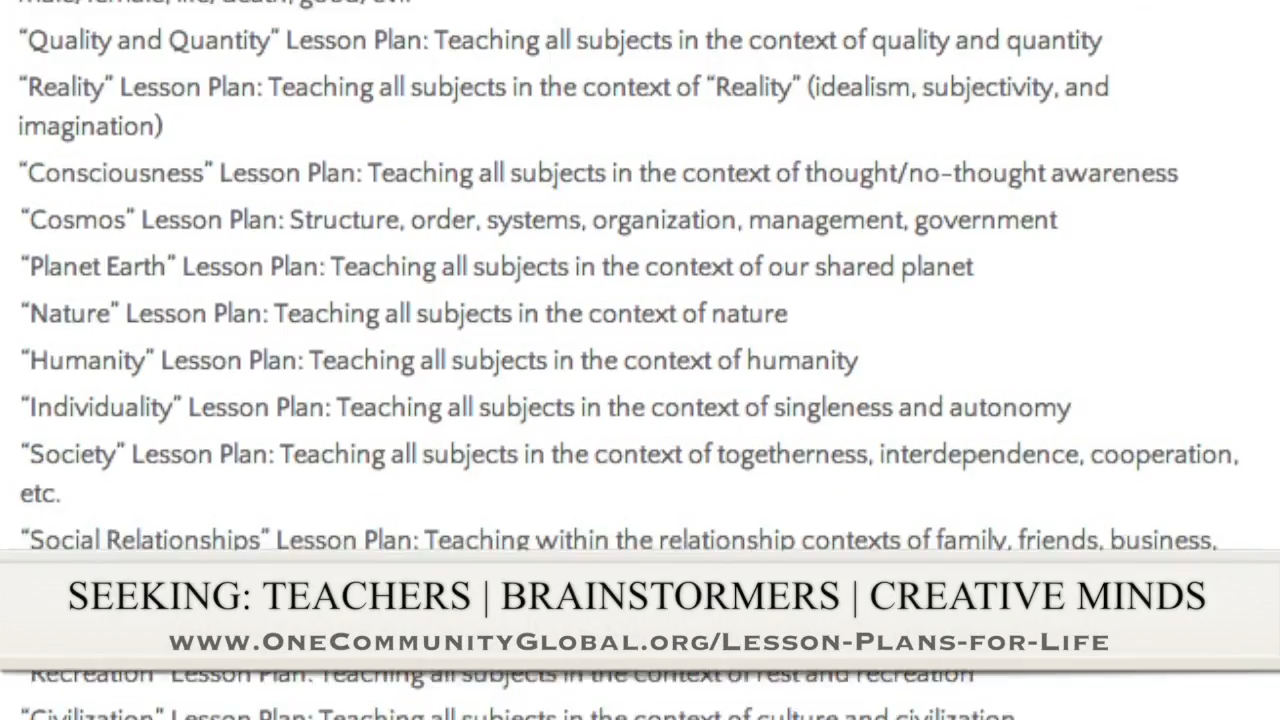 male/female, life/death, good/evil
“Quality and Quantity” Lesson Plan: Teaching all subjects in the context of quality and quantity
“Reality” Lesson Plan: Teaching all subjects in the context of “Reality” (idealism, subjectivity, and
imagination)
“Consciousness” Lesson Plan: Teaching all subjects in the context of thought/no-thought awareness
“Cosmos” Lesson Plan: Structure, order, systems, organization, management, government
“Planet Earth” Lesson Plan: Teaching all subjects in the context of our shared planet
“Nature” Lesson Plan: Teaching all subjects in the context of nature
“Humanity” Lesson Plan: Teaching all subjects in the context of humanity
“Individuality” Lesson Plan: Teaching all subjects in the context of singleness and autonomy
“Society” Lesson Plan: Teaching all subjects in the context of togetherness, interdependence, cooperation,
etc.
“Social Relationships” Lesson Plan: Teaching within the relationship contexts of family, friends, business,
SEEKING: TEACHERS | BRAINSTORMERS | CREATIVE MINDS
www.OneCommunityGlobal.org/Lesson-Plans-for-Life
“Recreation” Lesson Plan: Teaching all subjects in the context of rest and recreation
“Civilization” Lesson Plan: Teaching all subjects in the context of culture and civilization